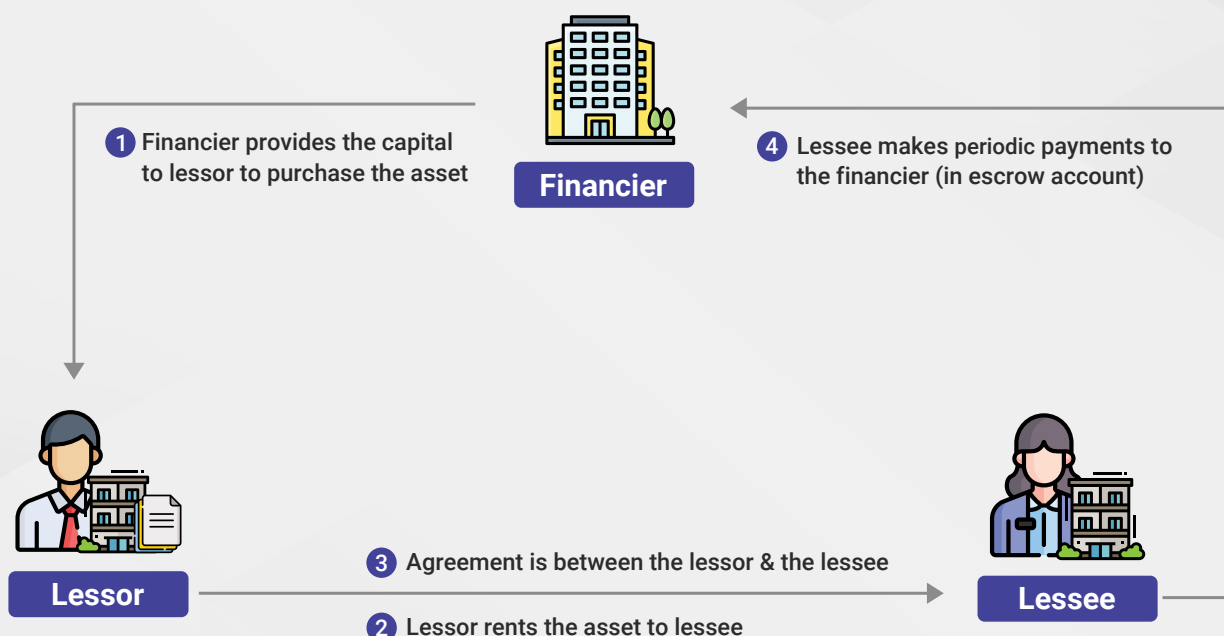 1 Financier provides the capital
to lessor to purchase the asset
Financier
4 Lessee makes periodic payments to
the financier (in escrow account)
Lessor
3 Agreement is between the lessor & the lessee
2 Lessor rents the asset to lessee
Lessee